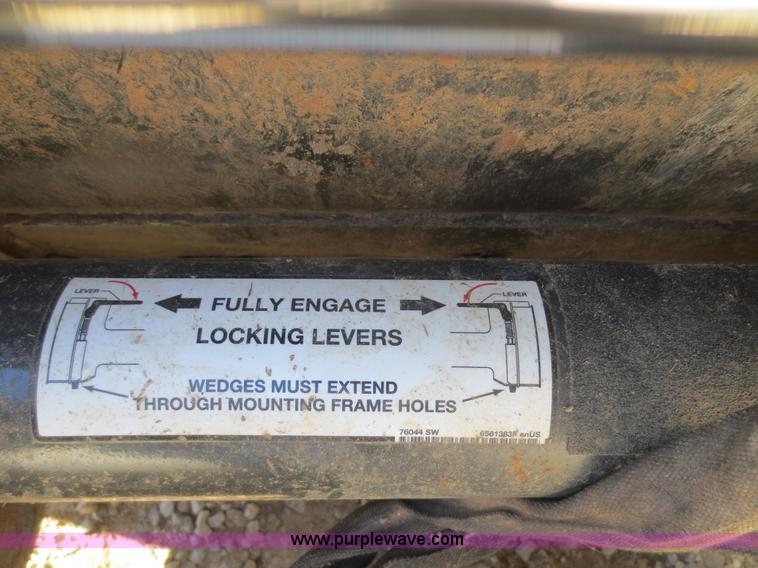 LEVER
LEVER
FULLY ENGAGE
LOCKING LEVERS
WEDGES MUST EXTEND
THROUGH MOUNTING FRAME HOLES
76044 SW
enUS
www.purplewave.com